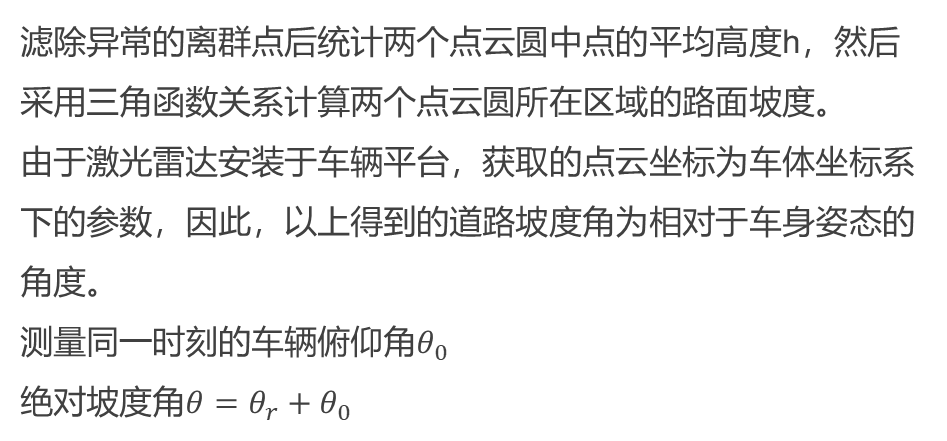 滤除异常的离群点后统计两个点云圆中点的平均高度h，然后
采用三角函数关系计算两个点云圆所在区域的路面坡度。
由于激光雷达安装于车辆平台，获取的点云坐标为车体坐标系
下的参数，因此，以上得到的道路坡度角为相对于车身姿态的
角度。
测量同一时刻的车辆俯仰角θ₀
绝对坡度角θ = θᵣ + θ₀